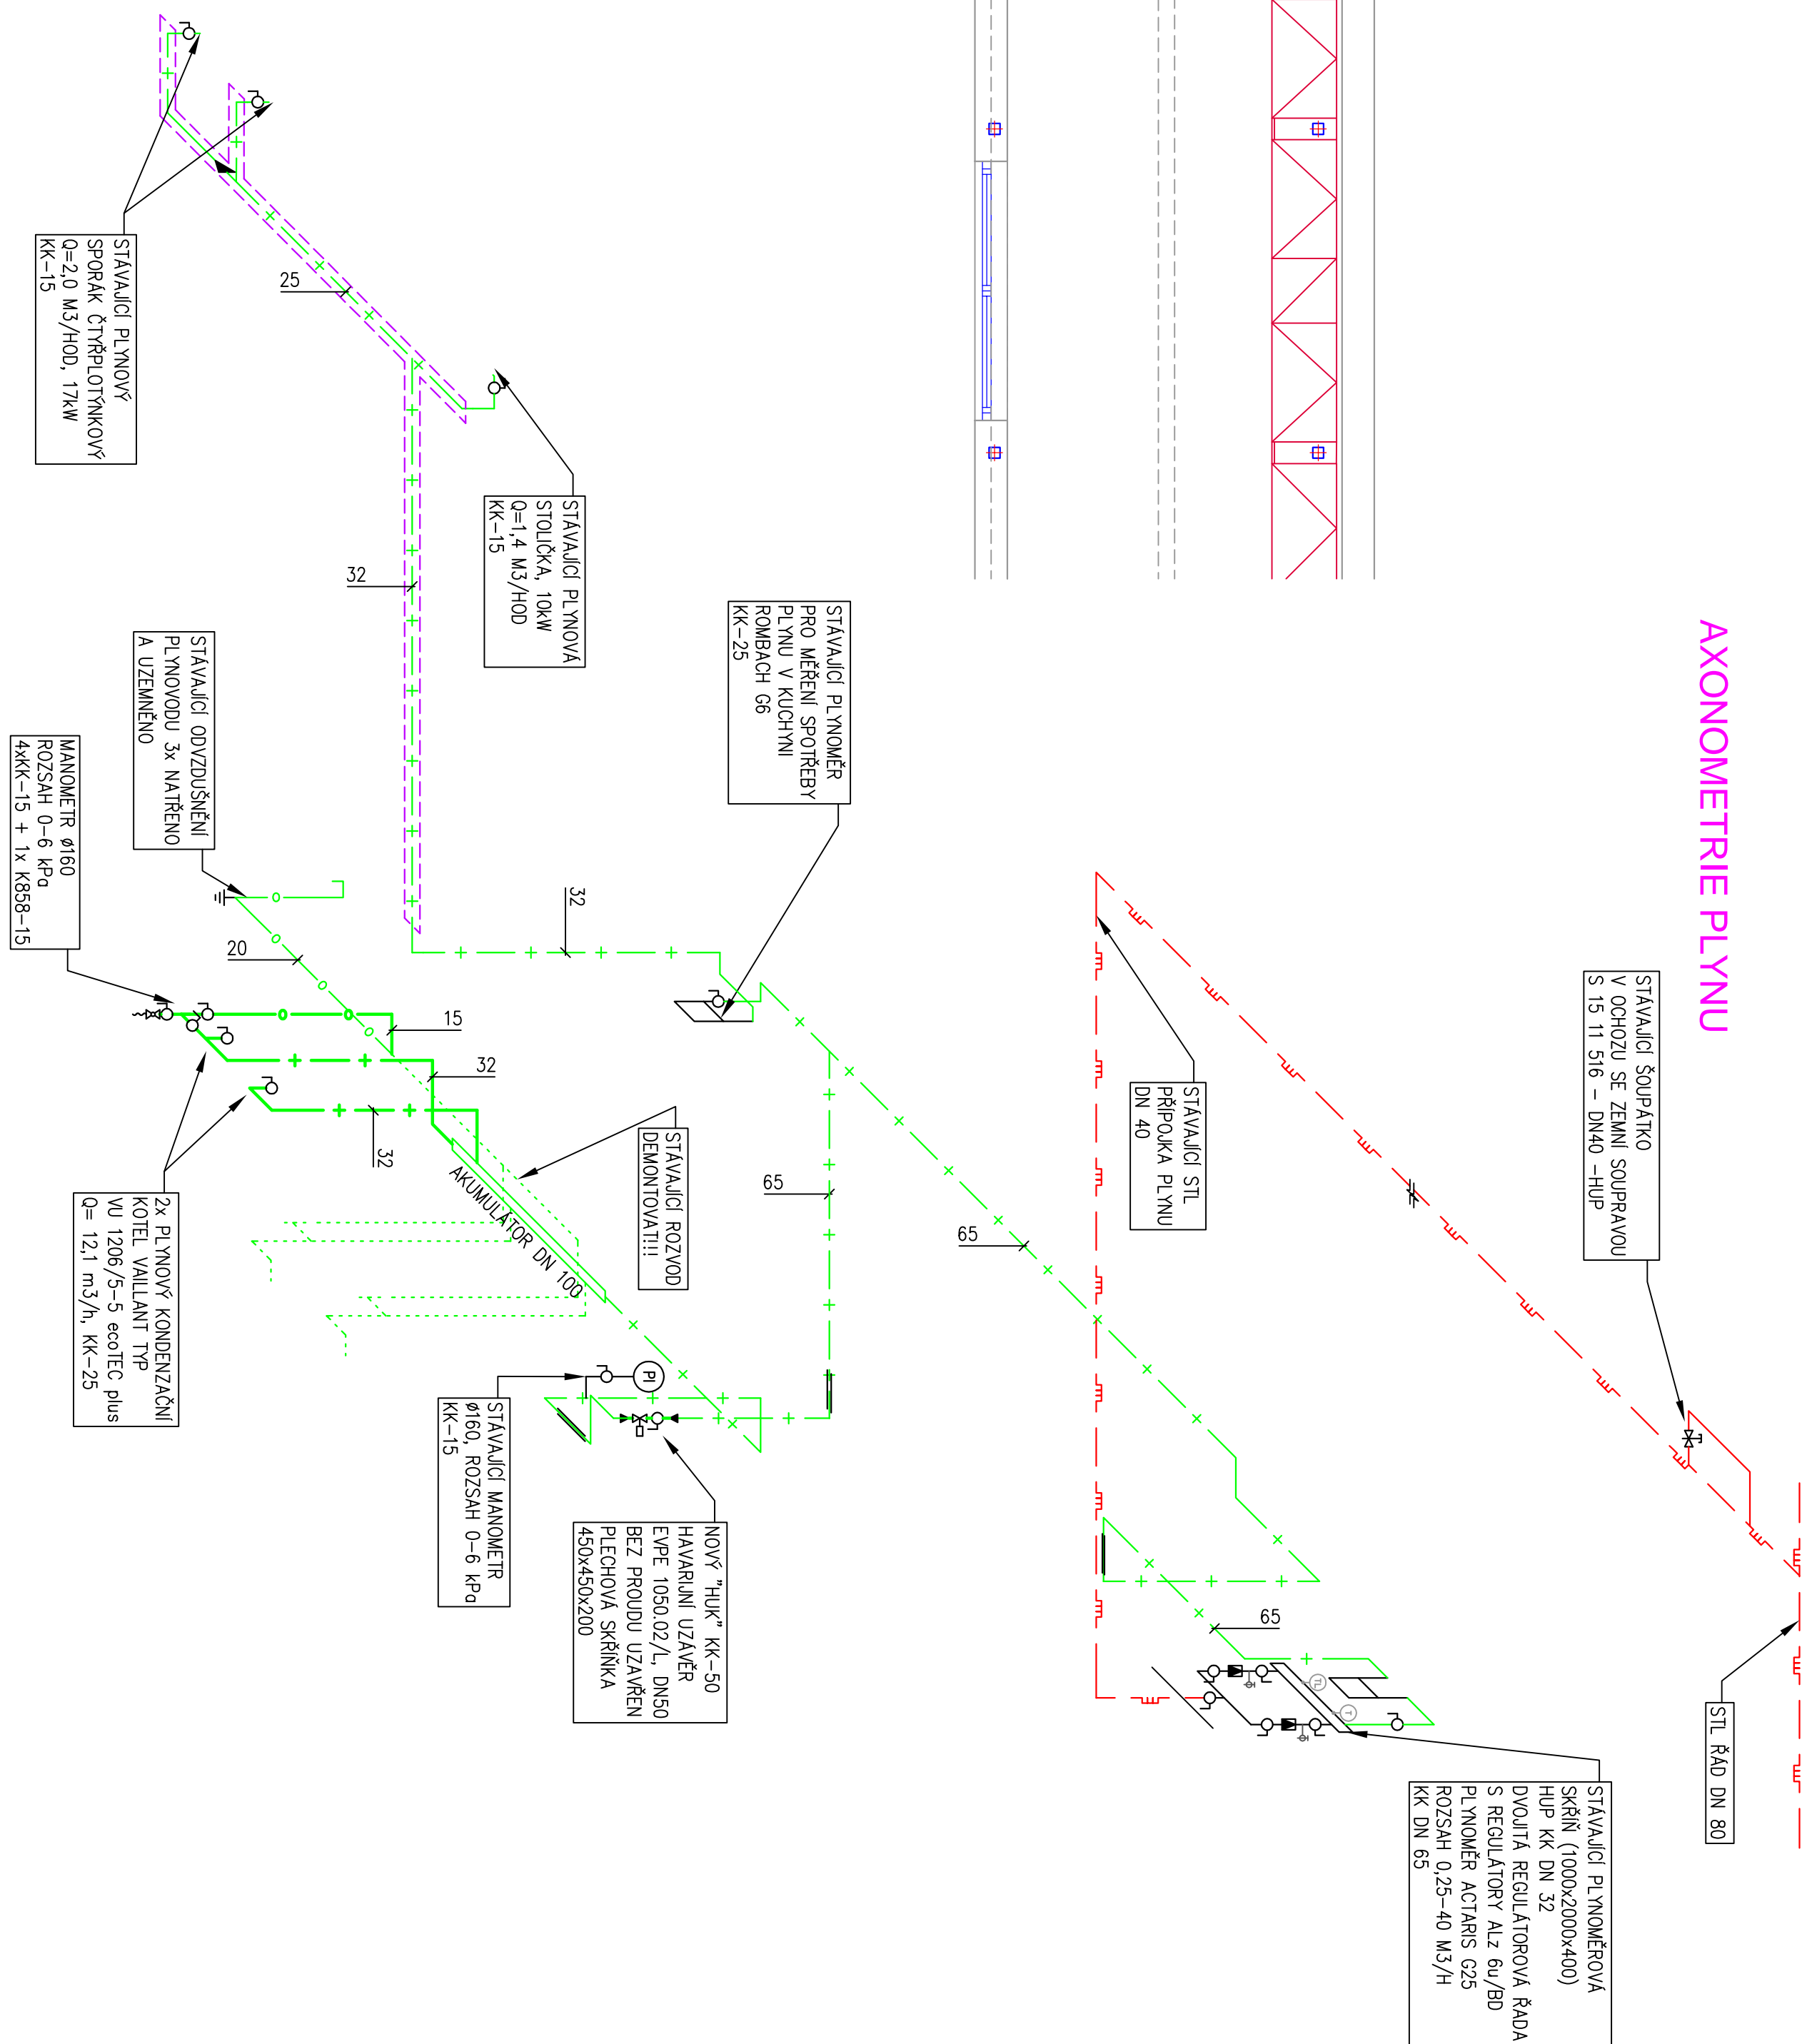 AXONOMETRIE PLYNU
STÁVAJÍCÍ PLYNOVÝ
SPORÁK ČTYŘPLOTÝNKOVÝ
Q=2,0 M3/HOD, 17kW
KK-15
25
STÁVAJÍCÍ PLYNOVÁ
STOLIČKA, 10kW
Q=1,4 M3/HOD
KK-15
32
STÁVAJÍCÍ PLYNOMĚR
PRO MĚŘENÍ SPOTŘEBY
PLYNU V KUCHYNI
ROMBACH G6
KK-25
STÁVAJÍCÍ ODVZDUŠNĚNÍ
PLYNOVODU 3x NATŘENO
A UZEMNĚNO
MANOMETR ø160
ROZSAH 0-6 kPa
4xKK-15 + 1x K858-15
20
32
15
32
32
STÁVAJÍCÍ ŠOUPÁTKO
V OCHOZU SE ZEMNÍ SOUPRAVOU
S 15 11 516 - DN40 -HUP
STÁVAJÍCÍ STL
PŘÍPOJKA PLYNU
DN 40
STÁVAJÍCÍ ROZVOD
DEMONTOVAT!!!
AKUMULÁTOR DN 100
65
65
2x PLYNOVÝ KONDENZAČNÍ
KOTEL VAILLANT TYP
VU 1206/5-5 ecoTEC plus
Q= 12,1 m3/h, KK-25
PI
STÁVAJÍCÍ MANOMETR
ø160, ROZSAH 0-6 kPa
KK-15
NOVÝ "HUK" KK-50
HAVARIJNÍ UZÁVĚR
EVPE 1050.02/L, DN50
BEZ PROUDU UZAVŘEN
PLECHOVÁ SKŘÍŇKA
450x450x200
65
TL
T
STL ŘAD DN 80
STÁVAJÍCÍ PLYNOMĚROVÁ
SKŘÍŇ (1000x2000x400)
HUP KK DN 32
DVOJITÁ REGULÁTOROVÁ ŘADA
S REGULÁTORY ALz 6u/BD
PLYNOMĚR ACTARIS G25
ROZSAH 0,25-40 M3/H
KK DN 65